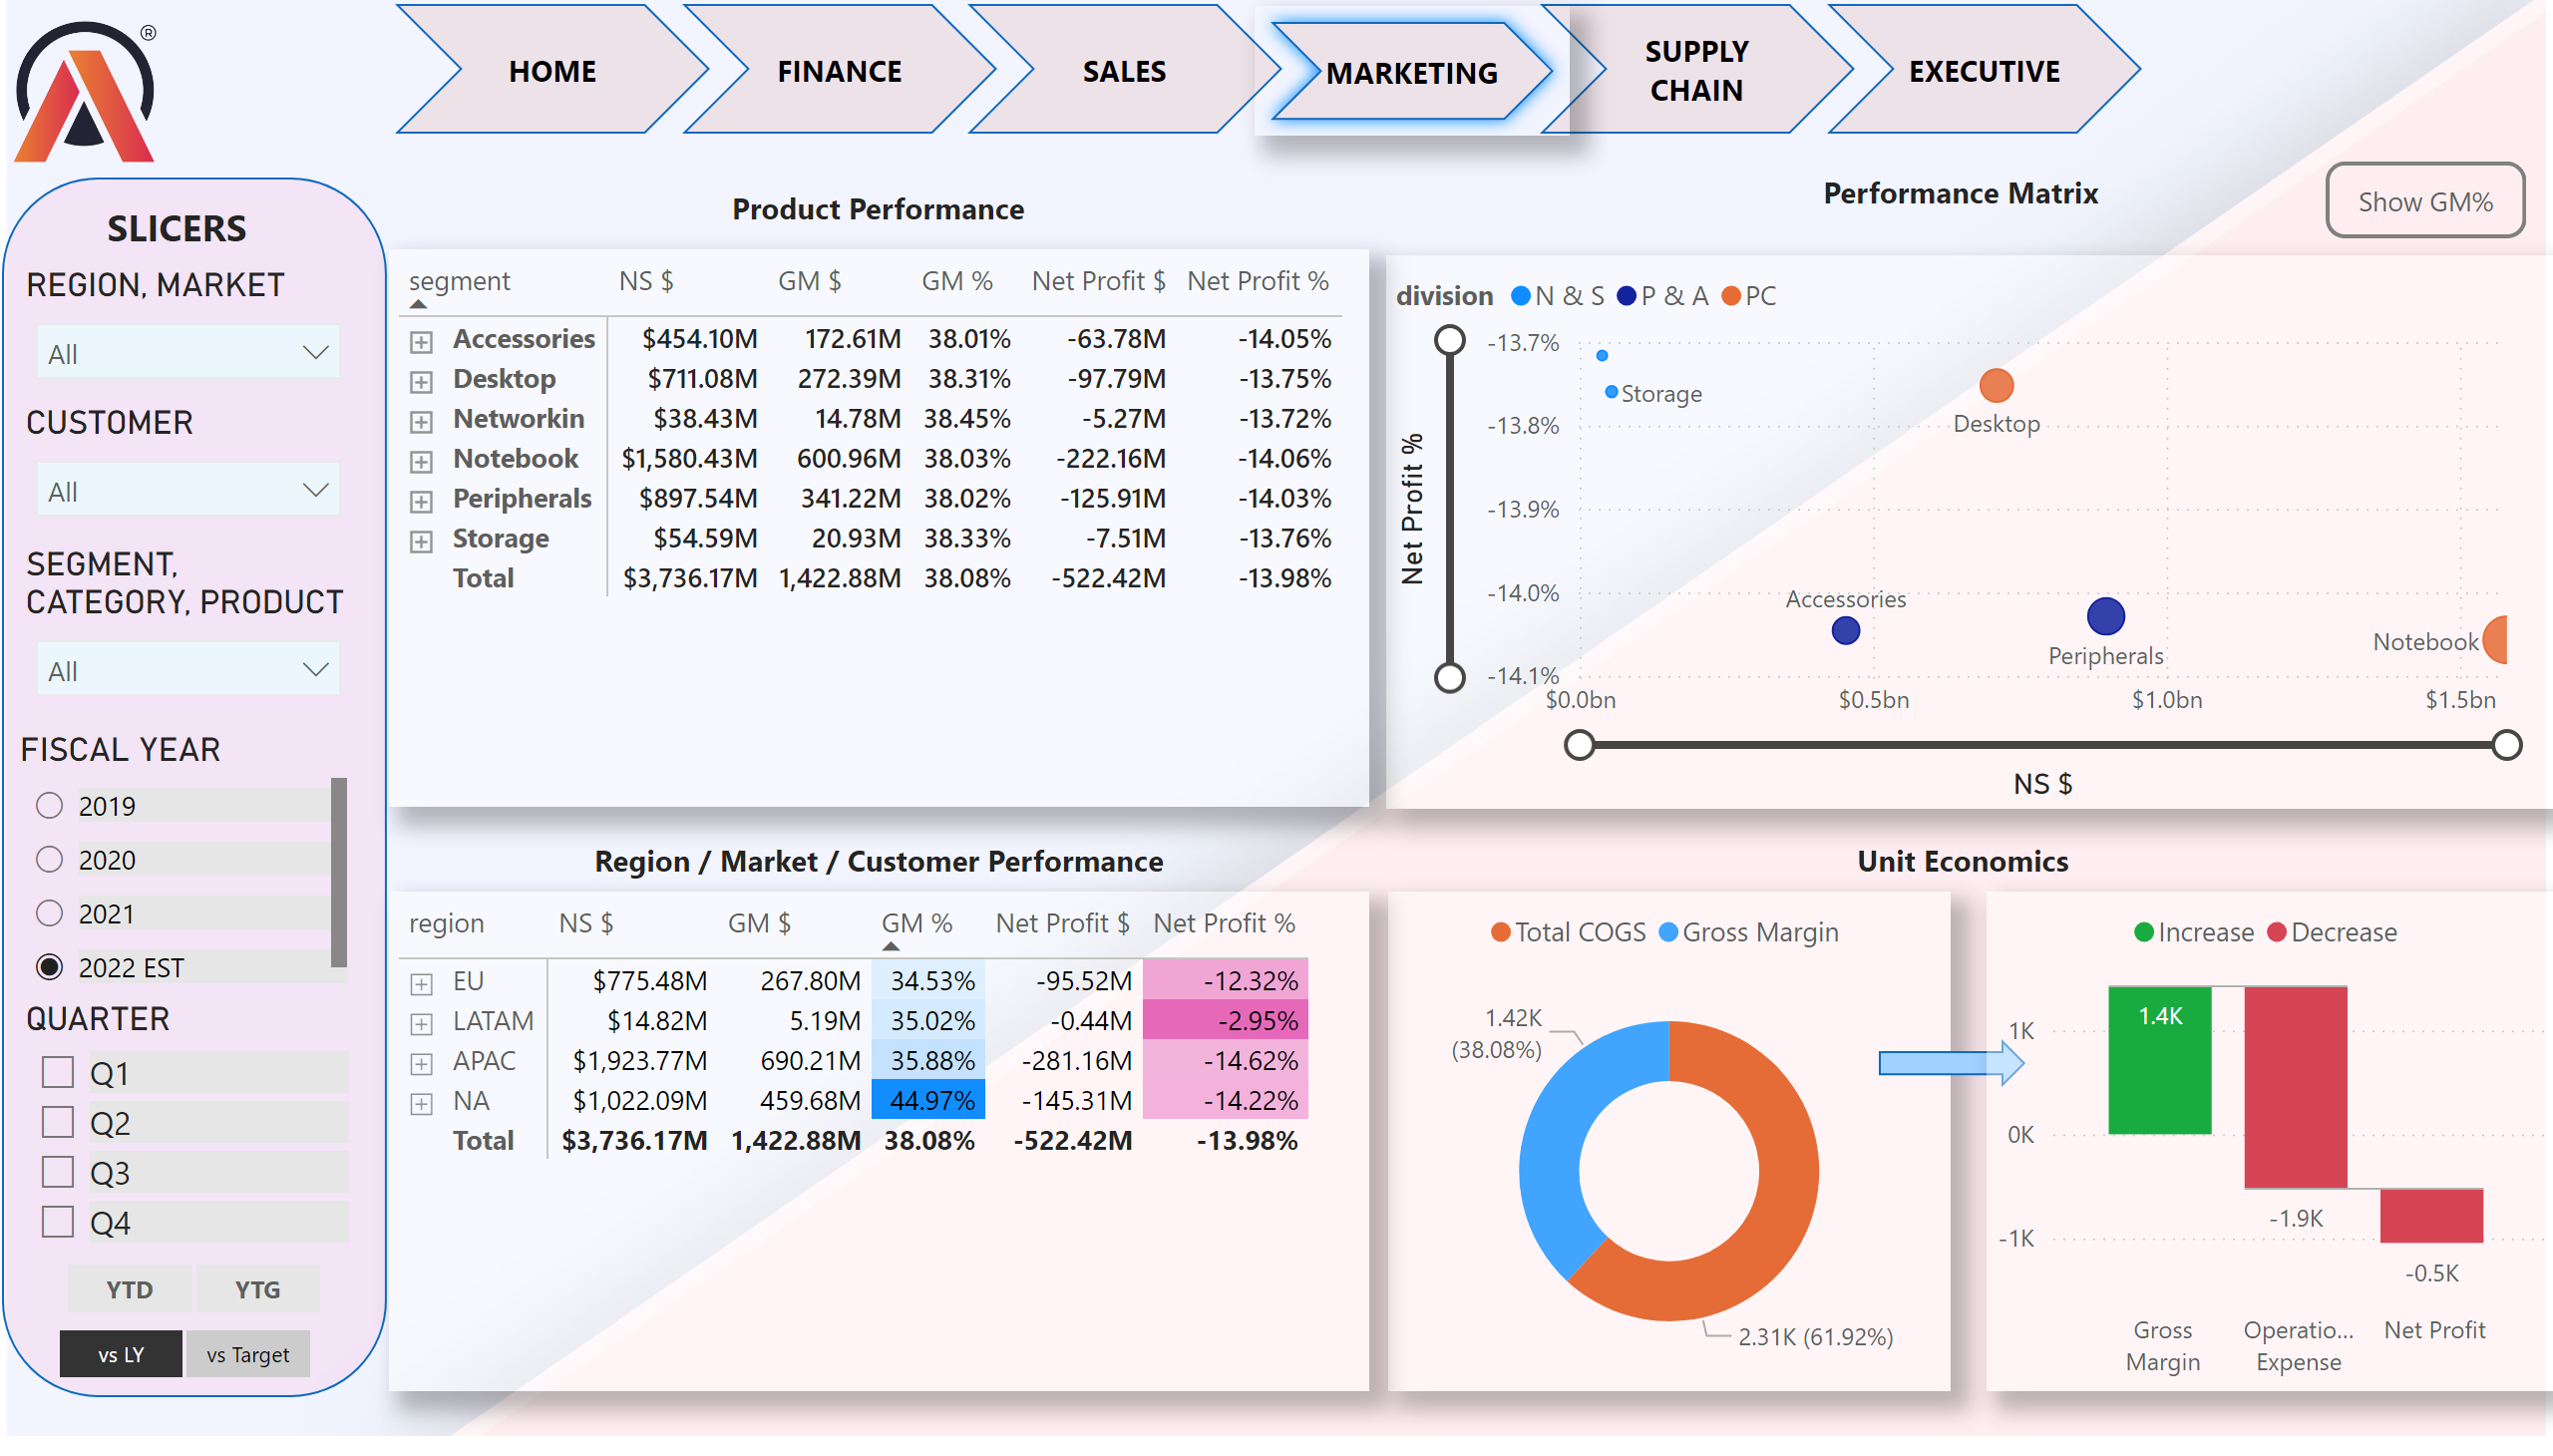 ®
HOME
FINANCE
SALES
MARKETING
SUPPLY
CHAIN
EXECUTIVE
SLICERS
REGION, MARKET
All
CUSTOMER
All
SEGMENT,
CATEGORY, PRODUCT
All
FISCAL YEAR
2019
2020
2021
2022 EST
QUARTER
Q1
Q2
Q3
Q4
YTD YTG
vs LY vs Target
Product Performance
segment NS $ GM $ GM % Net Profit $ Net Profit %
Accessories $454.10M 172.61M 38.01% -63.78M -14.05%
Desktop $711.08M 272.39M 38.31% -97.79M -13.75%
Networkin $38.43M 14.78M 38.45% -5.27M -13.72%
Notebook $1,580.43M 600.96M 38.03% -222.16M -14.06%
Peripherals $897.54M 341.22M 38.02% -125.91M -14.03%
Storage $54.59M 20.93M 38.33% -7.51M -13.76%
Total $3,736.17M 1,422.88M 38.08% -522.42M -13.98%
Performance Matrix
Show GM%
division N & S P & A PC
Net Profit %
-13.7%
-13.8%
-13.9%
-14.0%
-14.1%
Storage
Desktop
Accessories
Peripherals
Notebook
$0.0bn $0.5bn $1.0bn $1.5bn
NS $
Region / Market / Customer Performance
region NS $ GM $ GM % Net Profit $ Net Profit %
EU $775.48M 267.80M 34.53% -95.52M -12.32%
LATAM $14.82M 5.19M 35.02% -0.44M -2.95%
APAC $1,923.77M 690.21M 35.88% -281.16M -14.62%
NA $1,022.09M 459.68M 44.97% -145.31M -14.22%
Total $3,736.17M 1,422.88M 38.08% -522.42M -13.98%
Unit Economics
Total COGS Gross Margin
1.42K
(38.08%)
2.31K (61.92%)
Increase Decrease
1K
0K
-1K
1.4K
-1.9K
-0.5K
Gross
Margin
Operatio...
Expense
Net Profit